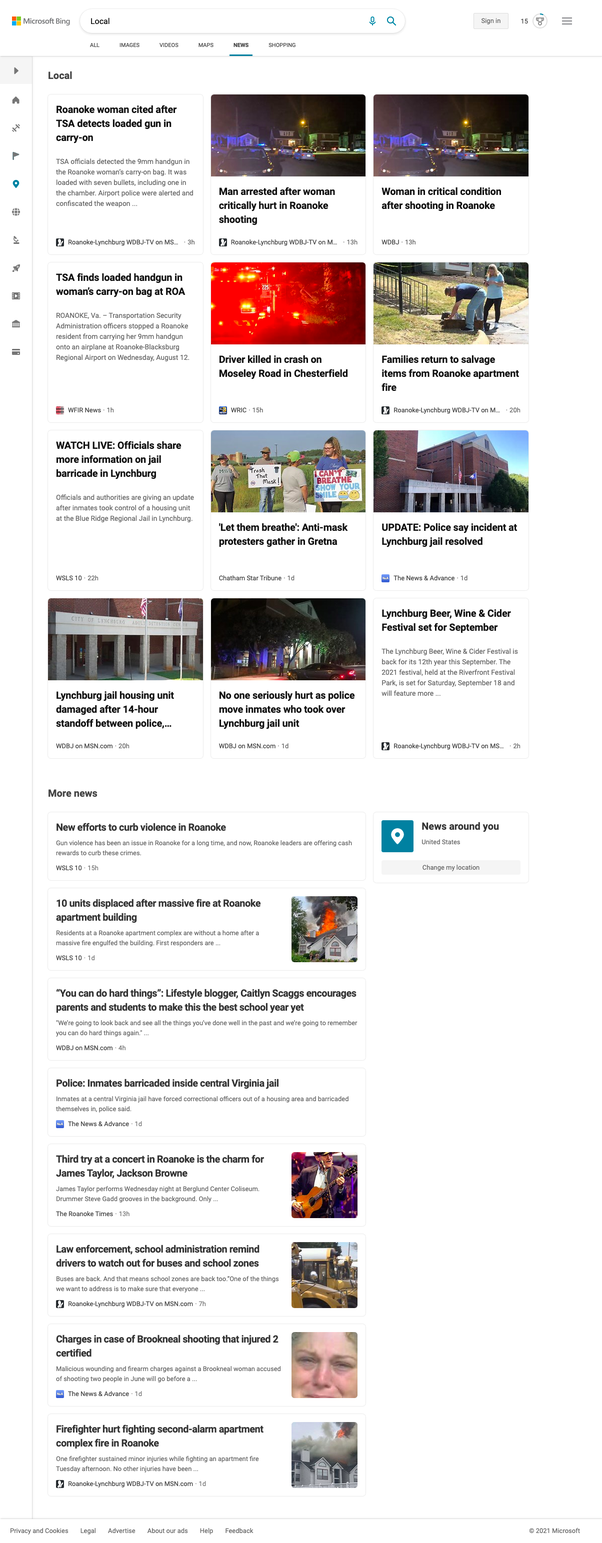 Microsoft Bing
Local
Sign in
15
ALL
IMAGES
VIDEOS
MAPS
NEWS
SHOPPING
Local
Roanoke woman cited after
TSA detects loaded gun in
carry-on
TSA officials detected the 9mm handgun in
the Roanoke woman's carry-on bag. It was
loaded with seven bullets, including one in
the chamber. Airport police were alerted and
confiscated the weapon ...
Roanoke-Lynchburg WDBJ-TV on MS... · 3h
Man arrested after woman
critically hurt in Roanoke
shooting
Roanoke-Lynchburg WDBJ-TV on M... · 13h
Woman in critical condition
after shooting in Roanoke
WDBJ · 13h
TSA finds loaded handgun in
woman's carry-on bag at ROA
ROANOKE, Va. – Transportation Security
Administration officers stopped a Roanoke
resident from carrying her 9mm handgun
onto an airplane at Roanoke-Blacksburg
Regional Airport on Wednesday, August 12.
WFIR News · 1h
Driver killed in crash on
Moseley Road in Chesterfield
WRIC · 15h
Families return to salvage
items from Roanoke apartment
fire
Roanoke-Lynchburg WDBJ-TV on M... · 20h
WATCH LIVE: Officials share
more information on jail
barricade in Lynchburg
Officials and authorities are giving an update
after inmates took control of a housing unit
at the Blue Ridge Regional Jail in Lynchburg.
WSLS 10 · 22h
Trash
That
Mask
CAN'T
BREATHE
SHOW YOUR
SMILE
'Let them breathe': Anti-mask
protesters gather in Gretna
Chatham Star Tribune · 1d
UPDATE: Police say incident at
Lynchburg jail resolved
The News & Advance · 1d
Lynchburg jail housing unit
damaged after 14-hour
standoff between police,...
WDBJ on MSN.com · 20h
No one seriously hurt as police
move inmates who took over
Lynchburg jail unit
WDBJ on MSN.com · 1d
Lynchburg Beer, Wine & Cider
Festival set for September
The Lynchburg Beer, Wine & Cider Festival is
back for its 12th year this September. The
2021 festival, held at the Riverfront Festival
Park, is set for Saturday, September 18 and
will feature more ...
Roanoke-Lynchburg WDBJ-TV on MS... · 2h
More news
New efforts to curb violence in Roanoke
Gun violence has been an issue in Roanoke for a long time, and now, Roanoke leaders are offering cash
rewards to curb these crimes.
WSLS 10 · 15h
News around you
United States
Change my location
10 units displaced after massive fire at Roanoke
apartment building
Residents at a Roanoke apartment complex are without a home after a
massive fire engulfed the building. First responders are ...
WSLS 10 · 1d
"You can do hard things": Lifestyle blogger, Caitlyn Scaggs encourages
parents and students to make this the best school year yet
"We're going to look back and see all the things you've done well in the past and we're going to remember
you can do hard things again." ...
WDBJ on MSN.com · 4h
Police: Inmates barricaded inside central Virginia jail
Inmates at a central Virginia jail have forced correctional officers out of a housing area and barricaded
themselves in, police said.
The News & Advance · 1d
Third try at a concert in Roanoke is the charm for
James Taylor, Jackson Browne
James Taylor performs Wednesday night at Berglund Center Coliseum.
Drummer Steve Gadd grooves in the background. Only ...
The Roanoke Times · 13h
Law enforcement, school administration remind
drivers to watch out for buses and school zones
Buses are back. And that means school zones are back too."One of the things
we want to address is to make sure that everyone ...
Roanoke-Lynchburg WDBJ-TV on MSN.com · 7h
Charges in case of Brookneal shooting that injured 2
certified
Malicious wounding and firearm charges against a Brookneal woman accused
of shooting two people in June will go before a ...
The News & Advance · 1d
Firefighter hurt fighting second-alarm apartment
complex fire in Roanoke
One firefighter sustained minor injuries while fighting an apartment fire
Tuesday afternoon. No other injuries have been ...
Roanoke-Lynchburg WDBJ-TV on MSN.com · 1d
Privacy and Cookies
Legal
Advertise
About our ads
Help
Feedback
© 2021 Microsoft